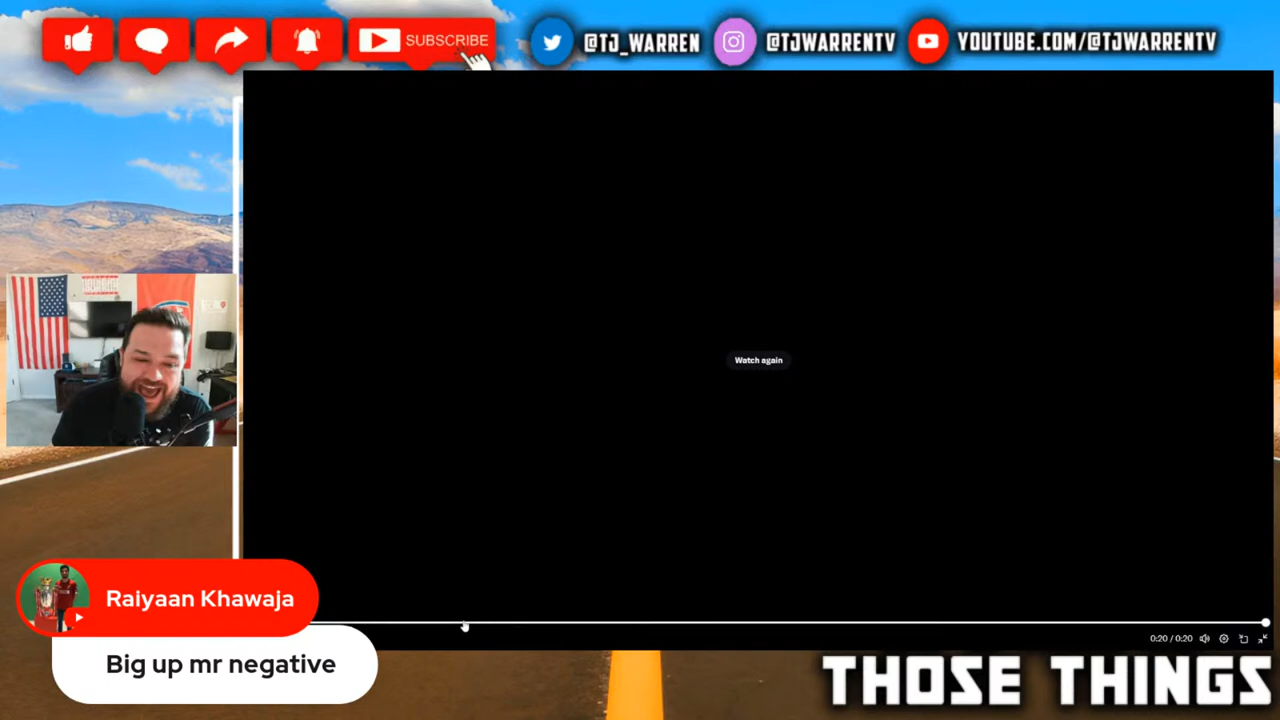 SUBSCRIBE
@TJ_WARREN
@TJWARRENTV
YOUTUBE.COM/@TJWARRENTV
Watch again
Raiyaan Khawaja
Big up mr negative
0:20 / 0:20
THOSE THINGS